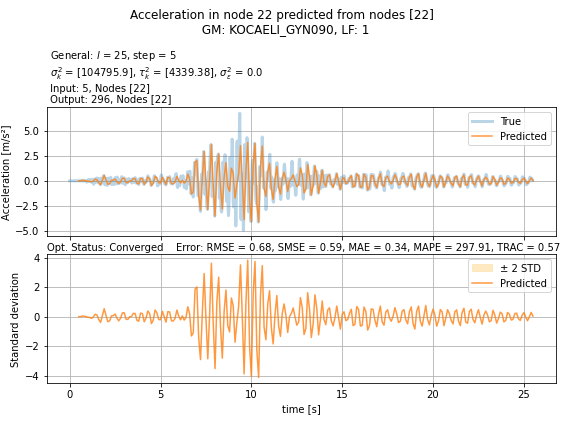 Acceleration in node 22 predicted from nodes [22]
GM: KOCAELI_GYN090, LF: 1
General: l = 25, step = 5
σ²ₖ = [104795.9], τ²ₖ = [4339.38], σ²ε = 0.0
Input: 5, Nodes [22]
Output: 296, Nodes [22]
Acceleration [m/s²]
5.0
2.5
0.0
−2.5
−5.0
True
Predicted
Opt. Status: Converged Error: RMSE = 0.68, SMSE = 0.59, MAE = 0.34, MAPE = 297.91, TRAC = 0.57
Standard deviation
4
2
0
−2
−4
± 2 STD
Predicted
0 5 10 15 20 25
time [s]